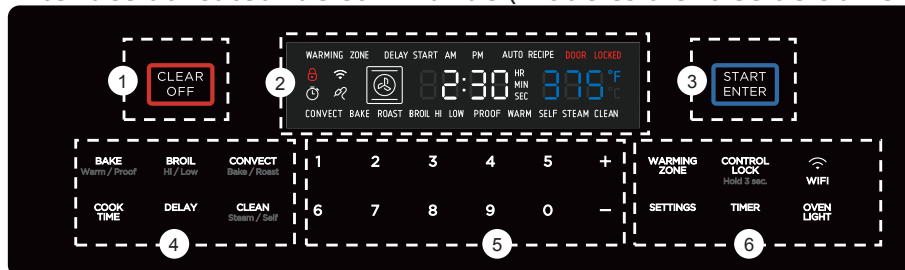 1
CLEAR
OFF
2
WARMING ZONE DELAY START AM PM AUTO RECIPE DOOR LOCKED
2:30 HR MIN SEC 375 °F °C
CONVECT BAKE ROAST BROIL HI LOW PROOF WARM SELF STEAM CLEAN
3
START
ENTER
BAKE BROIL CONVECT
Warm / Proof HI / Low Bake / Roast
COOK TIME DELAY CLEAN
Steam / Self
4
1 2 3 4 5 +
6 7 8 9 0 –
5
WARMING ZONE CONTROL LOCK WIFI
Hold 3 sec.
SETTINGS TIMER OVEN LIGHT
6